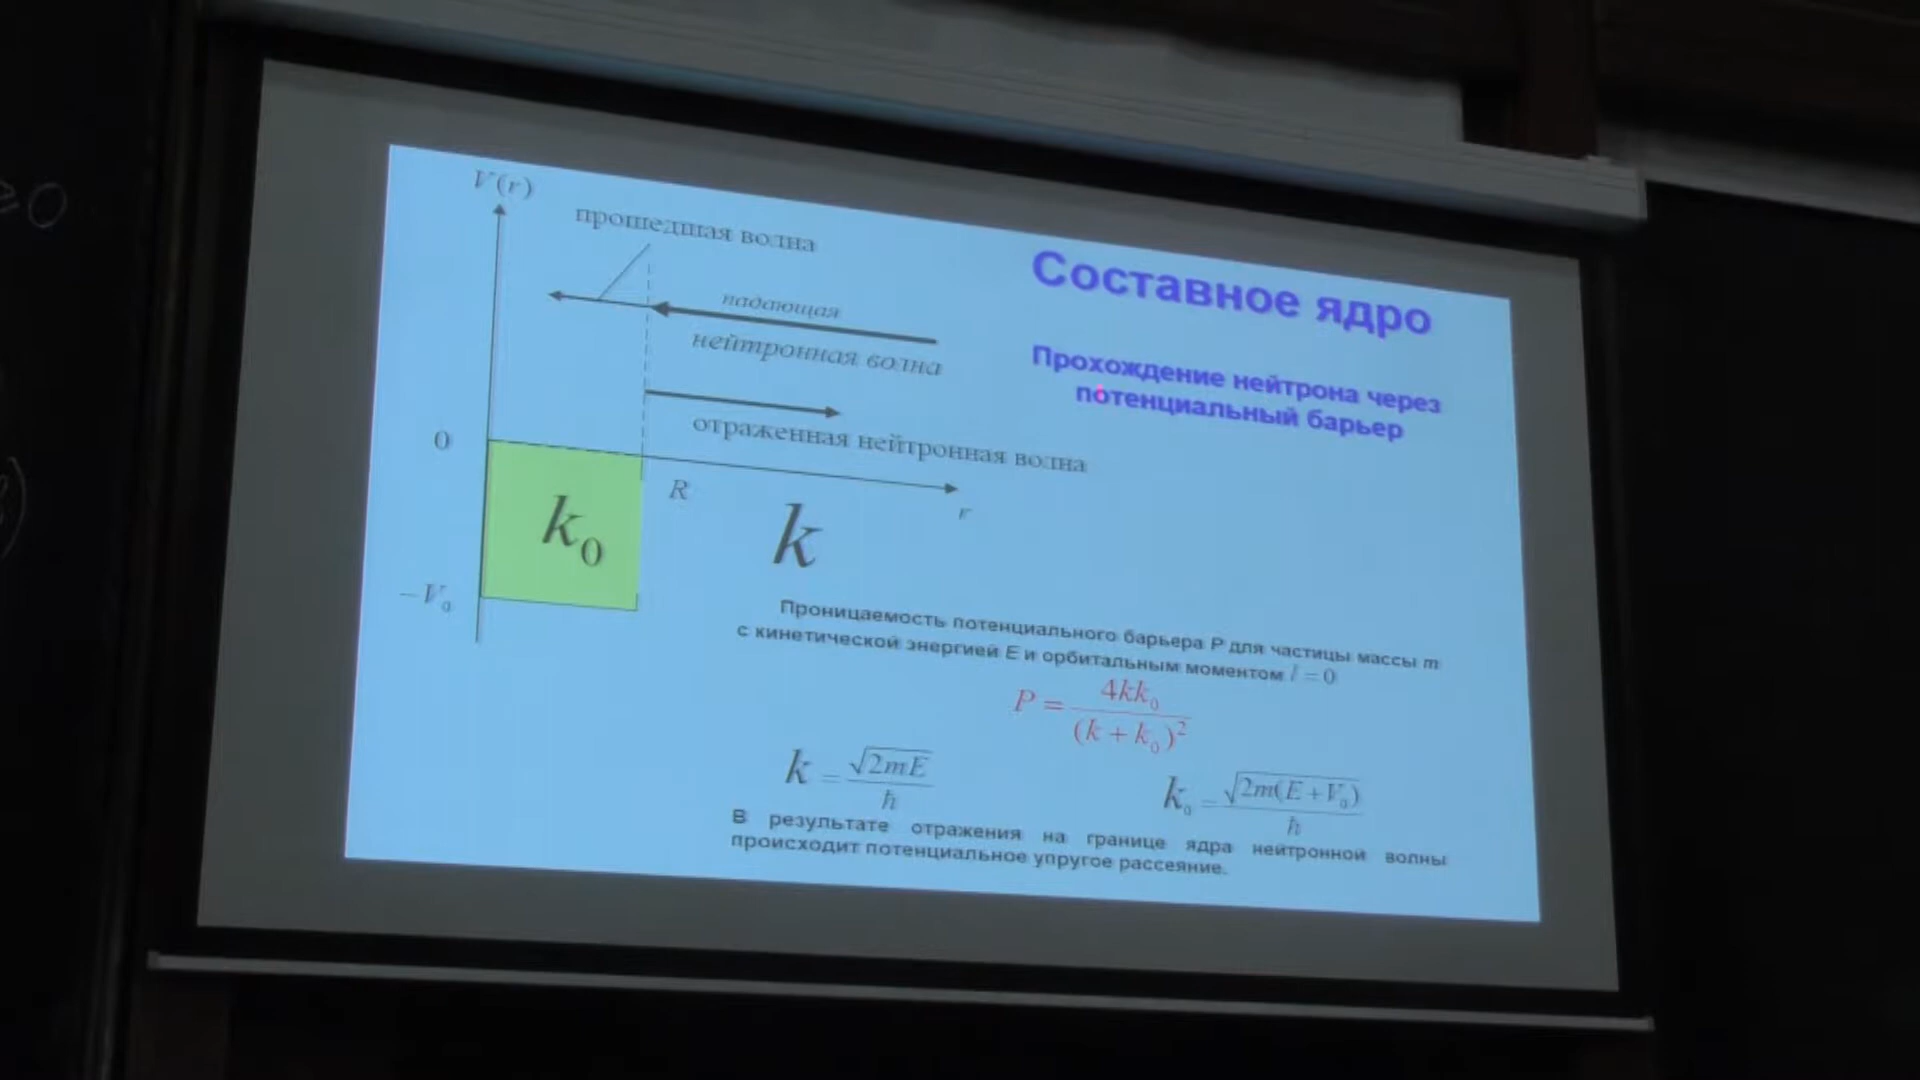 V(r)
прошедшая волна
Составное ядро
падающая
нейтронная волна
Прохождение нейтрона через
потенциальный барьер
отраженная нейтронная волна
0
R
r
k₀
k
−V₀
Проницаемость потенциального барьера P для частицы массы m
с кинетической энергией E и орбитальным моментом l = 0
P = 4kk₀ / (k + k₀)²
k = √2mE / ħ
k₀ = √2m(E + V₀) / ħ
В результате отражения на границе ядра нейтронной волны
происходит потенциальное упругое рассеяние.
≥0